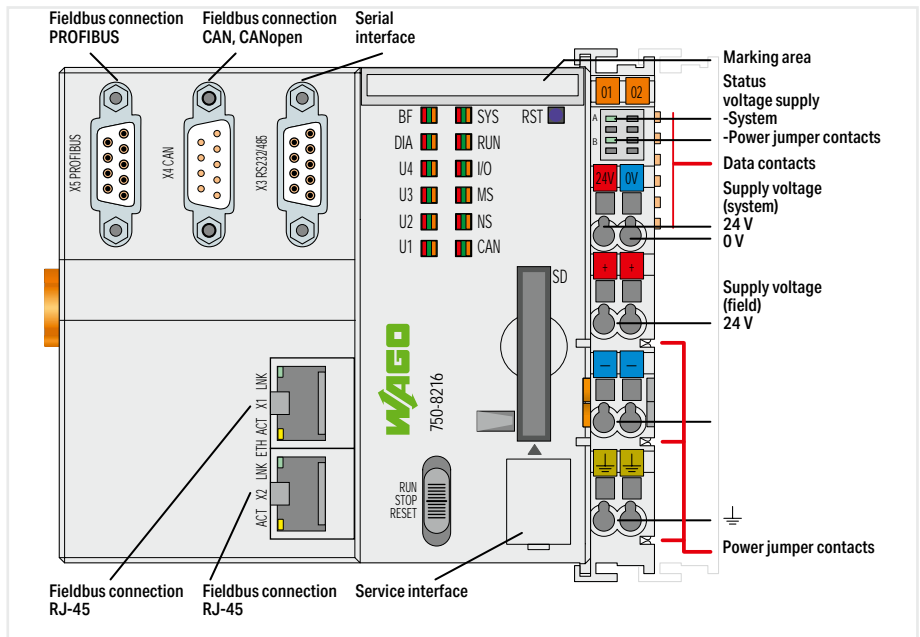 Fieldbus connection
PROFIBUS
Fieldbus connection
CAN, CANopen
Serial
interface
Marking area
Status
voltage supply
-System
-Power jumper contacts
Data contacts
Supply voltage
(system)
24 V
0 V
Supply voltage
(field)
24 V
Power jumper contacts
X5 PROFIBUS
X4 CAN
X3 RS232/485
BF
SYS
RST
DIA
RUN
U4
I/O
U3
MS
U2
NS
U1
CAN
SD
01
02
A
B
24V
0V
+
+
−
−
WAGO
750-8216
RUN
STOP
RESET
ACT X1 LNK
ACT X2 LNK ETH
Fieldbus connection
RJ-45
Fieldbus connection
RJ-45
Service interface